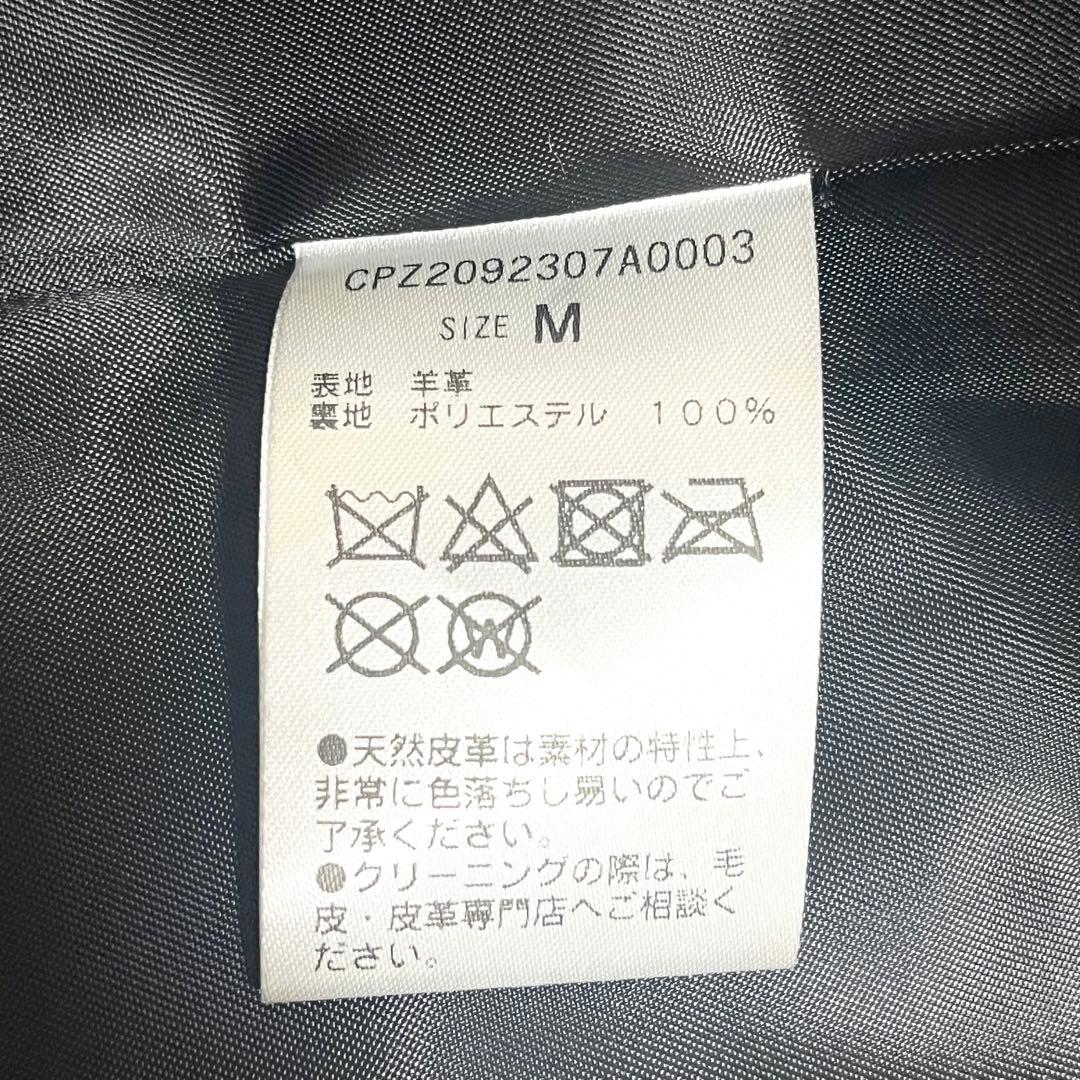 CPZ2092307A0003
SIZE M
表地 羊革
裏地 ポリエステル 100%
W
●天然皮革は素材の特性上、
非常に色落ちし易いのでご
了承ください。
●クリーニングの際は、毛
皮・皮革専門店へご相談く
ださい。